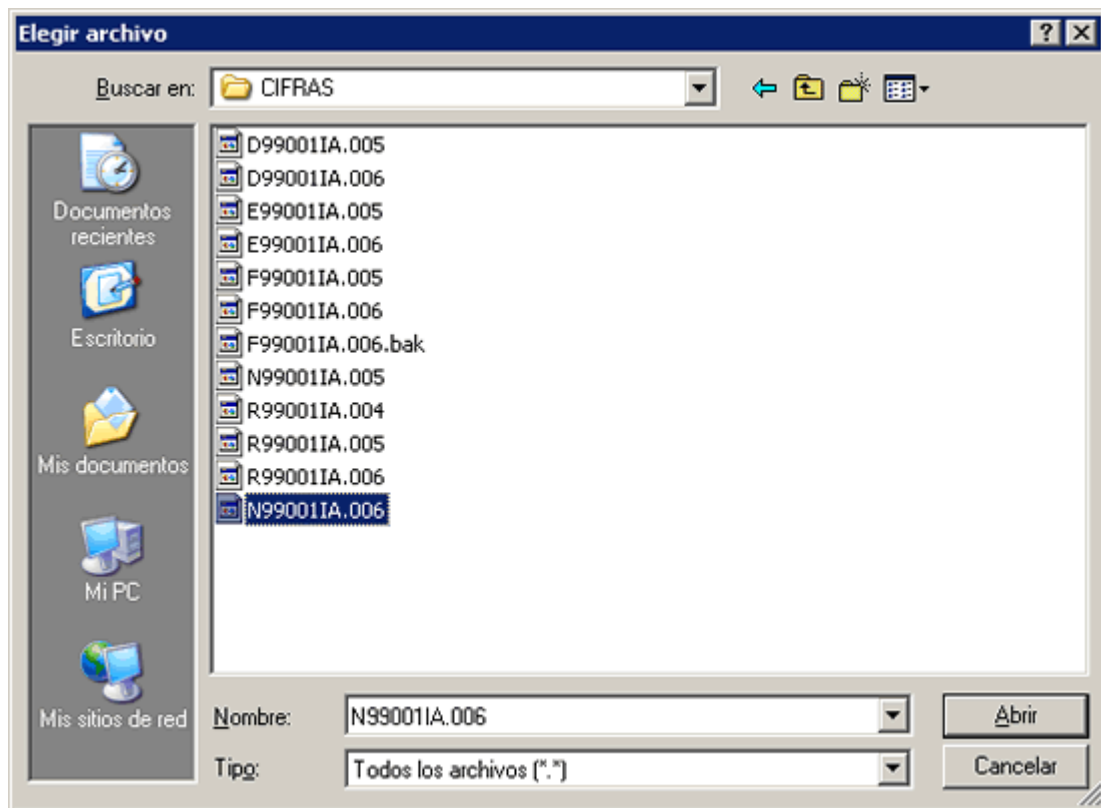 Elegir archivo
Buscar en: CIFRAS
Documentos
recientes
Escritorio
Mis documentos
Mi PC
Mis sitios de red
D99001IA.005
D99001IA.006
E99001IA.005
E99001IA.006
F99001IA.005
F99001IA.006
F99001IA.006.bak
N99001IA.005
R99001IA.004
R99001IA.005
R99001IA.006
N99001IA.006
Nombre: N99001IA.006 Abrir
Tipo: Todos los archivos (*.*) Cancelar